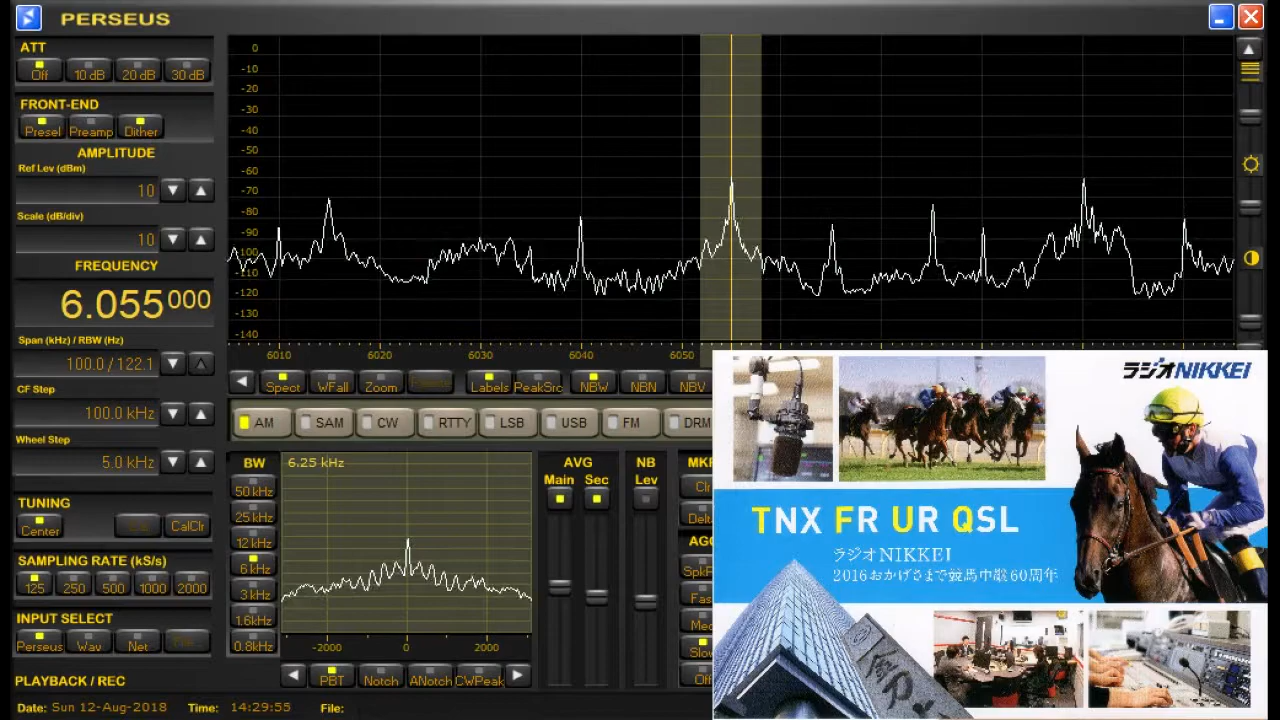 PERSEUS
ATT
Off 10 dB 20 dB 30 dB
FRONT-END
Presel Preamp Dither
AMPLITUDE
Ref Lev (dBm)
10
Scale (dB/div)
10
FREQUENCY
6.055000
Span (kHz) / RBW (Hz)
100.0 / 122.1
CF Step
100.0 kHz
Wheel Step
5.0 kHz
TUNING
Center CalClr
SAMPLING RATE (kS/s)
125 250 500 1000 2000
INPUT SELECT
Perseus Wav Net
PLAYBACK / REC
Date: Sun 12-Aug-2018 Time: 14:29:55 File:
0
-10
-20
-30
-40
-50
-60
-70
-80
-90
-100
-110
-120
-130
-140
6010 6020 6030 6040 6050
Spect WFall Zoom Labels PeakSrc NBW NBN NBV
AM SAM CW RTTY LSB USB FM DRM
BW
50 kHz
25 kHz
12 kHz
6 kHz
3 kHz
1.6kHz
0.8kHz
6.25 kHz
-2000 0 2000
PBT Notch ANotch CWPeak
AVG
Main Sec
NB
Lev
MKR
Clr
Delt
AGC
Fas
Med
Slow
Off
ラジオNIKKEI
TNX FR UR QSL
ラジオNIKKEI
2016おかげさまで競馬中継60周年